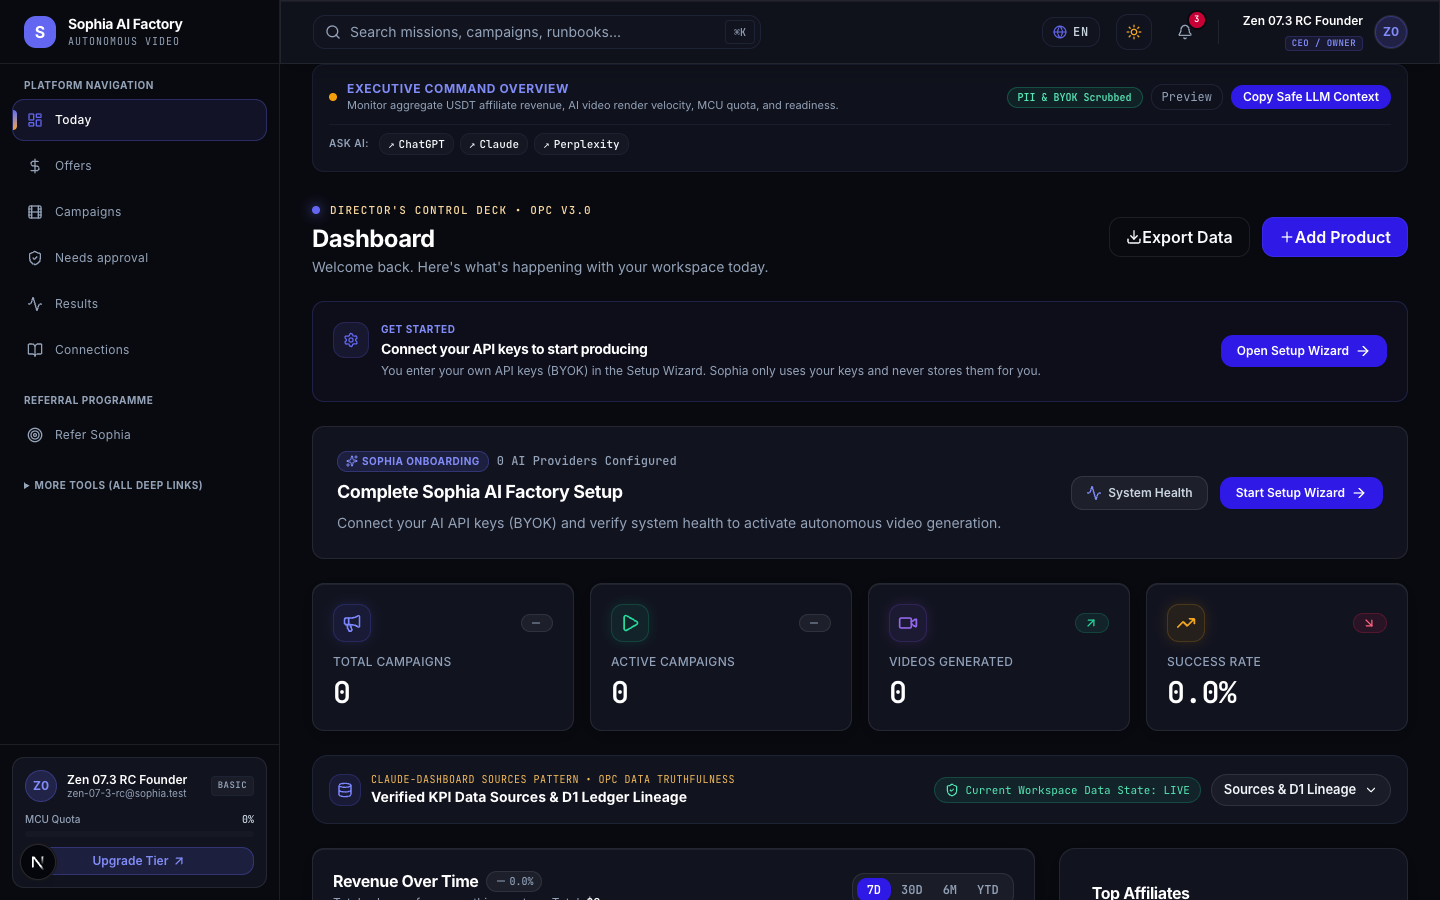 S
Sophia AI Factory
AUTONOMOUS VIDEO
Search missions, campaigns, runbooks...
⌘K
EN
3
Zen 07.3 RC Founder
CEO / OWNER
Z0
PLATFORM NAVIGATION
Today
Offers
Campaigns
Needs approval
Results
Connections
REFERRAL PROGRAMME
Refer Sophia
MORE TOOLS (ALL DEEP LINKS)
Z0
Zen 07.3 RC Founder
zen-07-3-rc@sophia.test
BASIC
MCU Quota
0%
N
Upgrade Tier ↗
EXECUTIVE COMMAND OVERVIEW
Monitor aggregate USDT affiliate revenue, AI video render velocity, MCU quota, and readiness.
PII & BYOK Scrubbed
Preview
Copy Safe LLM Context
ASK AI:
↗ ChatGPT
↗ Claude
↗ Perplexity
DIRECTOR'S CONTROL DECK • OPC V3.0
Dashboard
Welcome back. Here's what's happening with your workspace today.
Export Data
+Add Product
GET STARTED
Connect your API keys to start producing
You enter your own API keys (BYOK) in the Setup Wizard. Sophia only uses your keys and never stores them for you.
Open Setup Wizard →
SOPHIA ONBOARDING
0 AI Providers Configured
Complete Sophia AI Factory Setup
Connect your AI API keys (BYOK) and verify system health to activate autonomous video generation.
System Health
Start Setup Wizard →
TOTAL CAMPAIGNS
0
ACTIVE CAMPAIGNS
0
VIDEOS GENERATED
0
SUCCESS RATE
0.0%
CLAUDE-DASHBOARD SOURCES PATTERN • OPC DATA TRUTHFULNESS
Verified KPI Data Sources & D1 Ledger Lineage
Current Workspace Data State: LIVE
Sources & D1 Lineage
Revenue Over Time
— 0.0%
7D
30D
6M
YTD
Top Affiliates